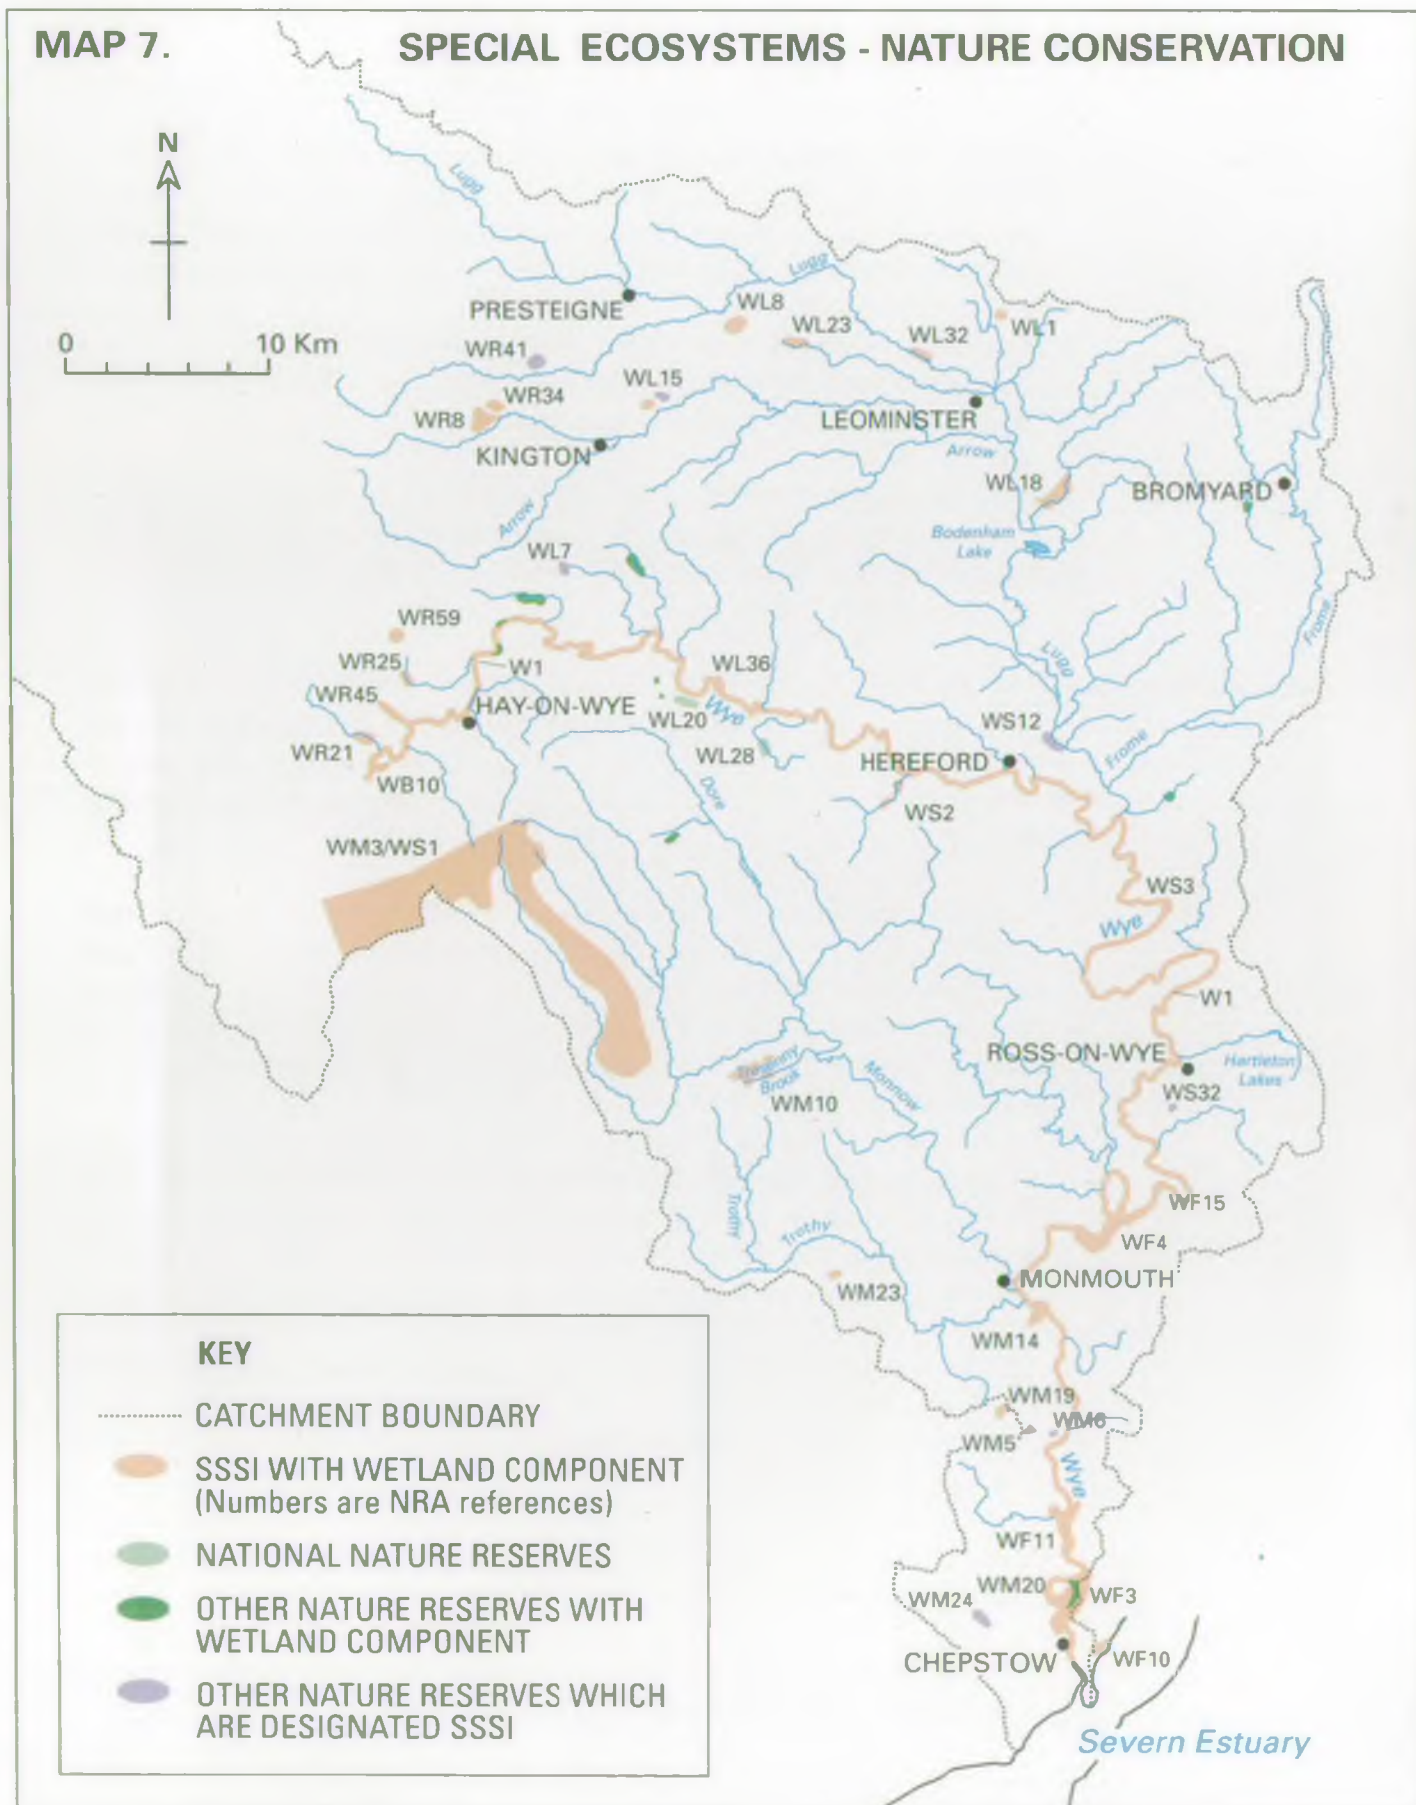 MAP 7.
SPECIAL ECOSYSTEMS - NATURE CONSERVATION
N
0 10 Km
Lugg
Lugg
PRESTEIGNE
WL8
WL23
WL32
WL1
WR41
WL15
WR34
WR8
KINGTON
LEOMINSTER
Arrow
WL18
BROMYARD
Arrow
Bodenham
Lake
WL7
WR59
Frome
WR25
W1
WL36
Lugg
WR45
HAY-ON-WYE
WL20
Wye
WS12
WR21
WL28
HEREFORD
Frome
WB10
Dore
WS2
WM3/WS1
WS3
Wye
W1
ROSS-ON-WYE
Hartleton
Lakes
Brook
Monnow
WS32
WM10
Trothy
Trothy
WF15
WF4
MONMOUTH
WM23
WM14
WM19
WM6
WM5
Wye
WF11
WM20
WF3
WM24
CHEPSTOW
WF10
Severn Estuary
KEY
CATCHMENT BOUNDARY
SSSI WITH WETLAND COMPONENT
(Numbers are NRA references)
NATIONAL NATURE RESERVES
OTHER NATURE RESERVES WITH
WETLAND COMPONENT
OTHER NATURE RESERVES WHICH
ARE DESIGNATED SSSI